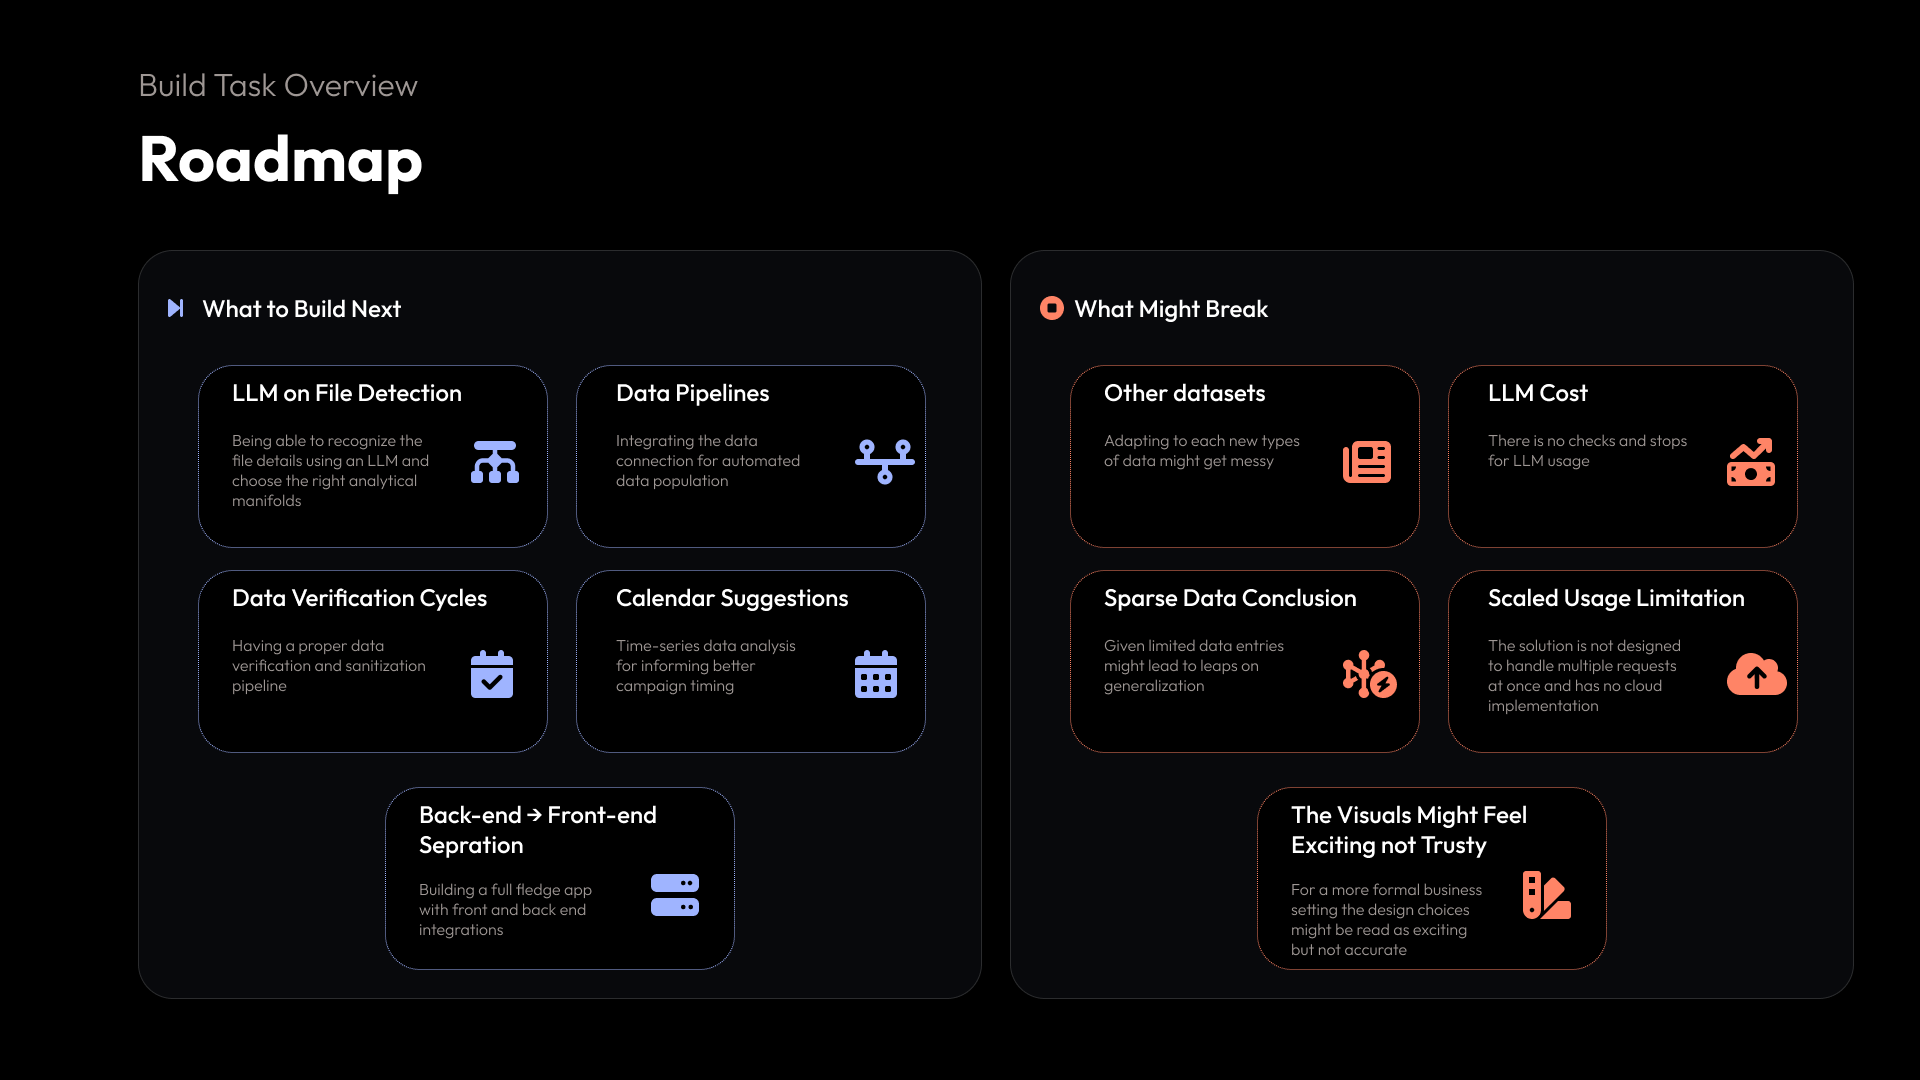 Build Task Overview
Roadmap
What to Build Next
LLM on File Detection
Being able to recognize the
file details using an LLM and
choose the right analytical
manifolds
Data Pipelines
Integrating the data
connection for automated
data population
Data Verification Cycles
Having a proper data
verification and sanitization
pipeline
Calendar Suggestions
Time-series data analysis
for informing better
campaign timing
Back-end → Front-end
Sepration
Building a full fledge app
with front and back end
integrations
What Might Break
Other datasets
Adapting to each new types
of data might get messy
LLM Cost
There is no checks and stops
for LLM usage
Sparse Data Conclusion
Given limited data entries
might lead to leaps on
generalization
Scaled Usage Limitation
The solution is not designed
to handle multiple requests
at once and has no cloud
implementation
The Visuals Might Feel
Exciting not Trusty
For a more formal business
setting the design choices
might be read as exciting
but not accurate